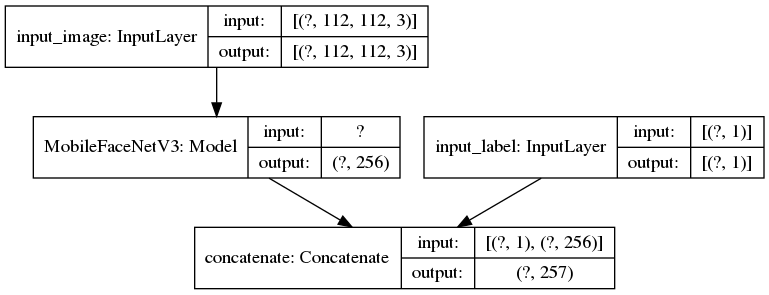 input_image: InputLayer
input: [(?, 112, 112, 3)]
output: [(?, 112, 112, 3)]
MobileFaceNetV3: Model
input: ?
output: (?, 256)
input_label: InputLayer
input: [(?, 1)]
output: [(?, 1)]
concatenate: Concatenate
input: [(?, 1), (?, 256)]
output: (?, 257)